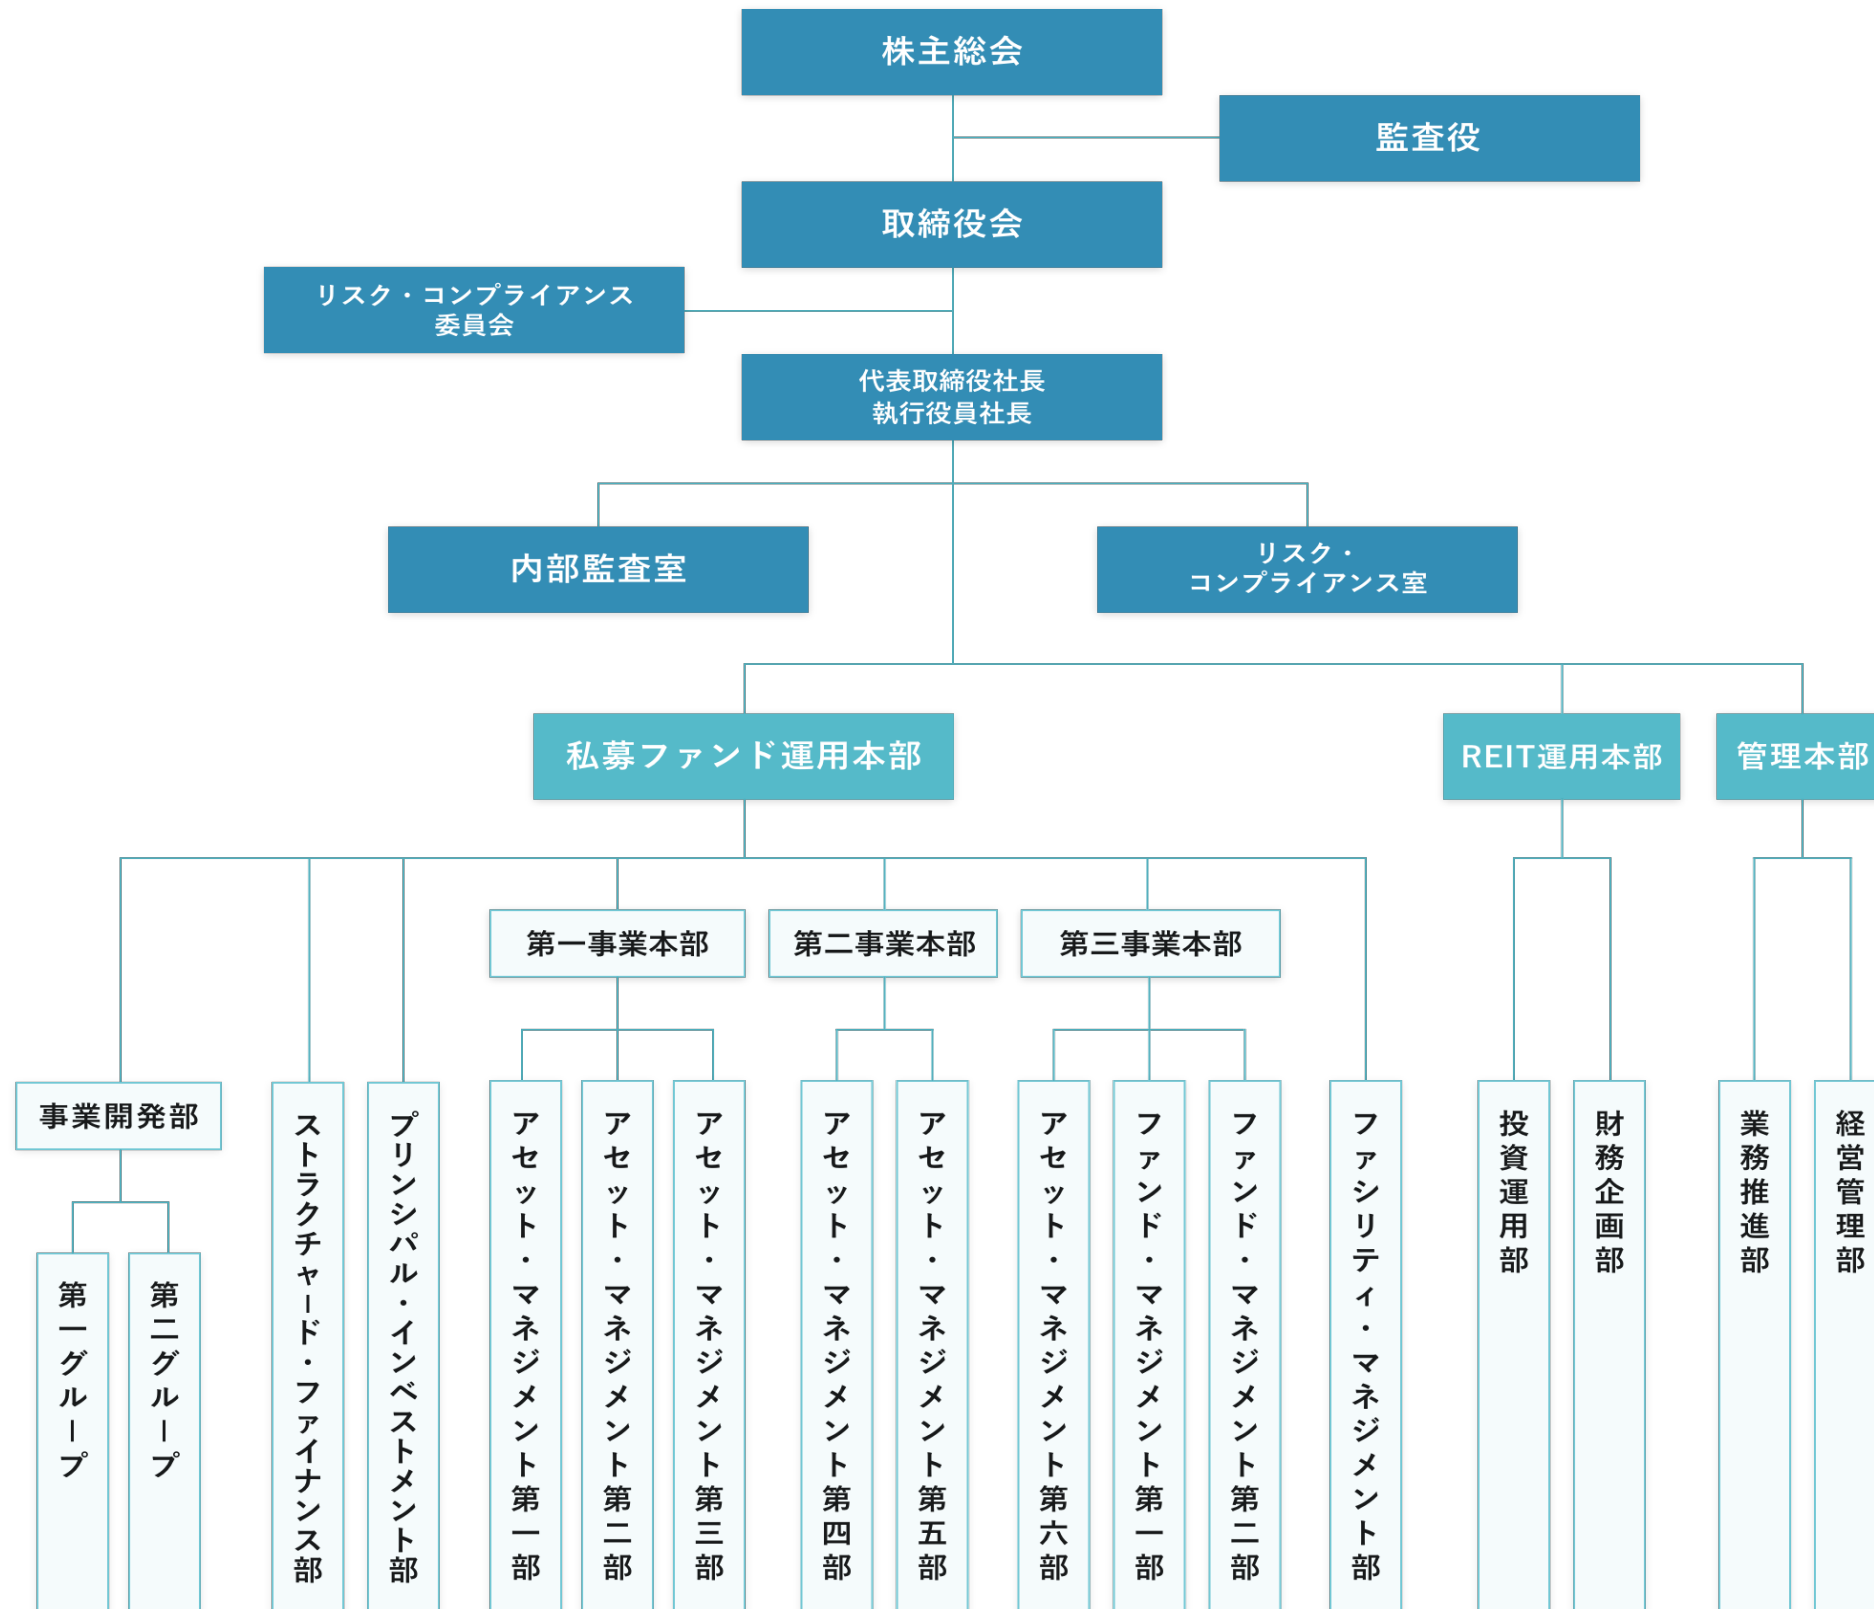 株主総会
監査役
取締役会
リスク・コンプライアンス
委員会
代表取締役社長
執行役員社長
内部監査室
リスク・
コンプライアンス室
私募ファンド運用本部
REIT運用本部
管理本部
第一事業本部
第二事業本部
第三事業本部
事業開発部
第一グループ
第二グループ
ストラクチャード・ファイナンス部
プリンシパル・インベストメント部
アセット・マネジメント第一部
アセット・マネジメント第二部
アセット・マネジメント第三部
アセット・マネジメント第四部
アセット・マネジメント第五部
アセット・マネジメント第六部
ファンド・マネジメント第一部
ファンド・マネジメント第二部
ファシリティ・マネジメント部
投資運用部
財務企画部
業務推進部
経営管理部